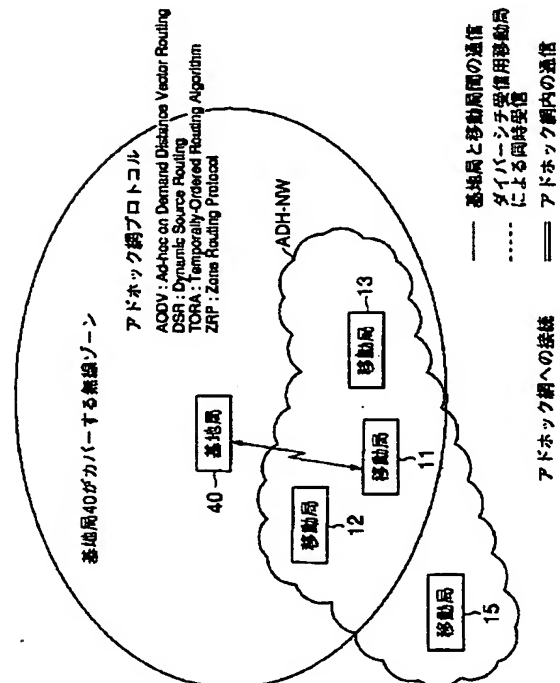 基地局40がカバーする無線ゾーン
アドホック網プロトコル
AODV : Ad-hoc on Demand Distance Vector Routing
DSR : Dynamic Source Routing
TORA : Temporally-Ordered Routing Algorithm
ZRP : Zone Routing Protocol
ADH-NW
基地局
40
移動局
13
移動局
11
移動局
12
移動局
15
基地局と移動局間の通信
ダイバーシチ受信用移動局
による同時受信
アドホック網内の通信
アドホック網への接続